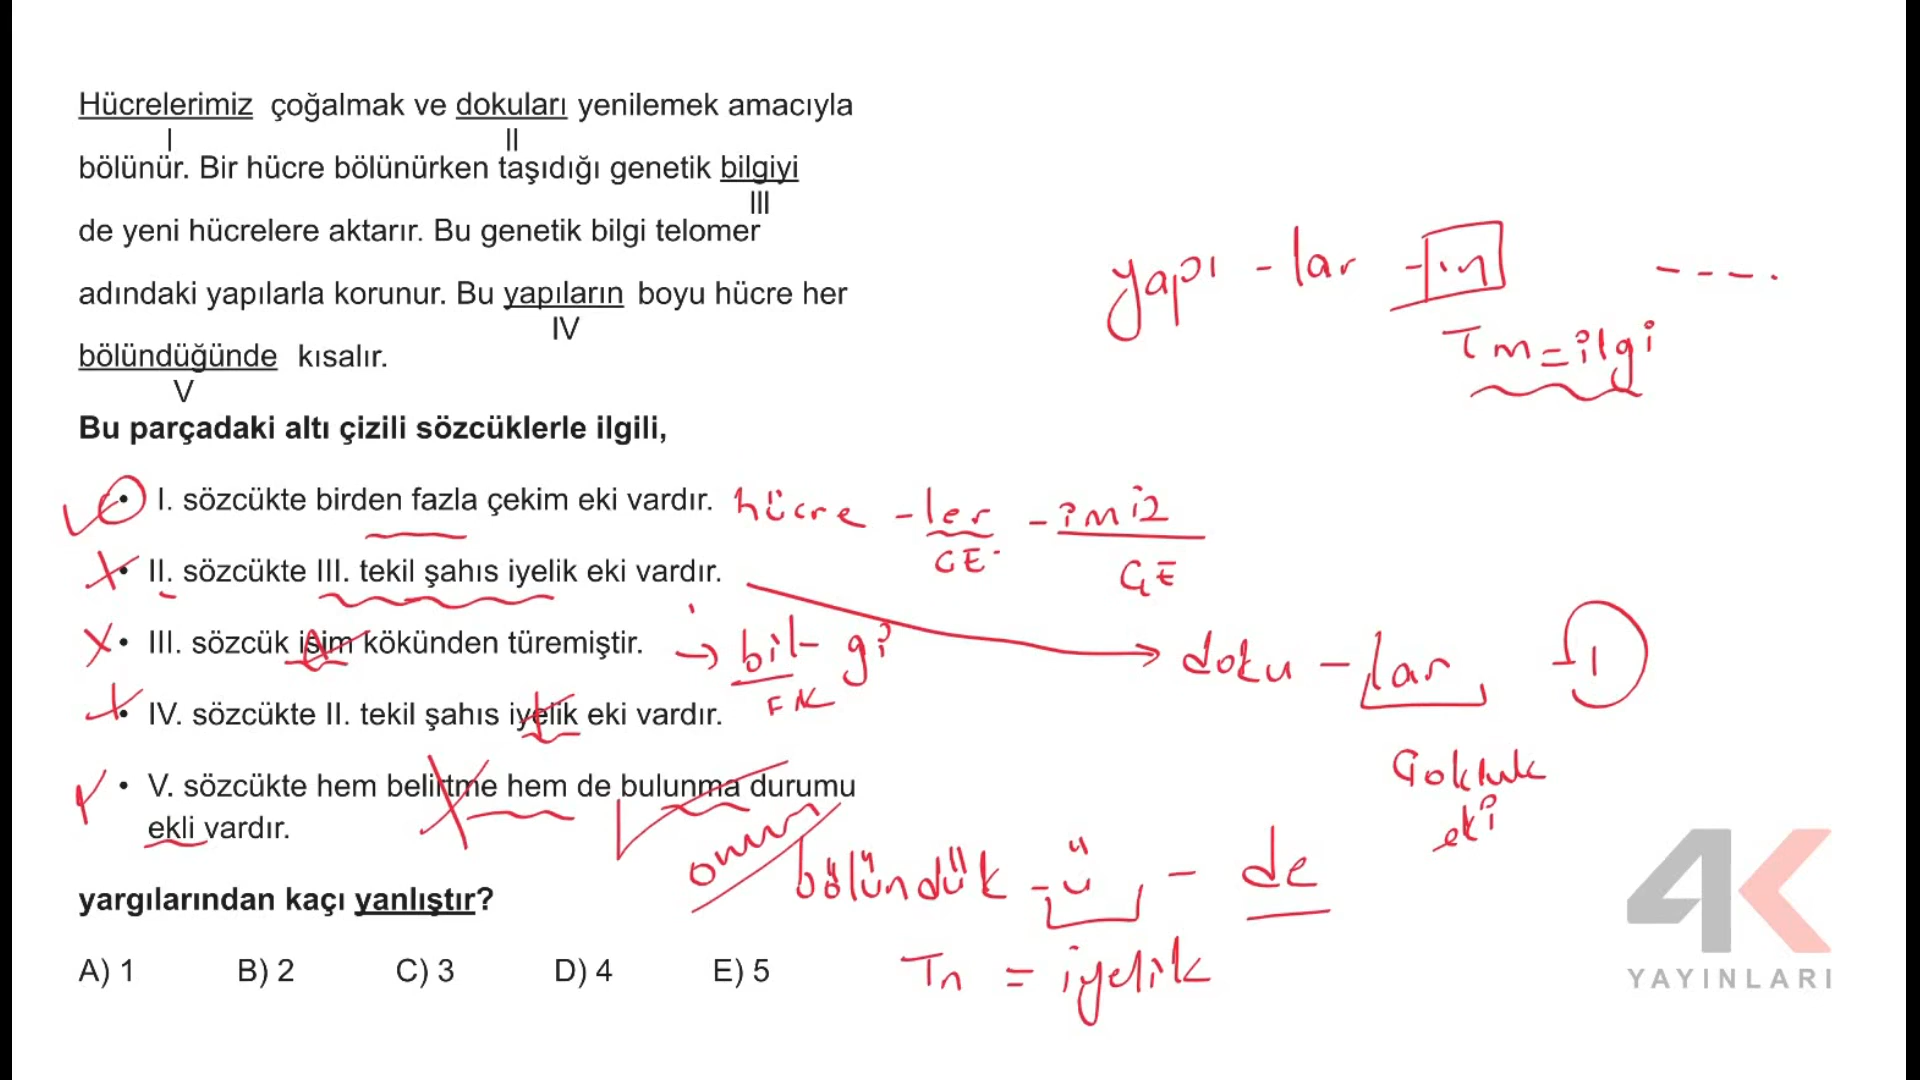 Hücrelerimiz çoğalmak ve dokuları yenilemek amacıyla
I II
bölünür. Bir hücre bölünürken taşıdığı genetik bilgiyi
III
de yeni hücrelere aktarır. Bu genetik bilgi telomer
adındaki yapılarla korunur. Bu yapıların boyu hücre her
IV
bölündüğünde kısalır.
V
yapı - lar - ın ----.
Tm = ilgi
Bu parçadaki altı çizili sözcüklerle ilgili,
• I. sözcükte birden fazla çekim eki vardır. hücre - ler - imiz
ÇE. ÇE
• II. sözcükte III. tekil şahıs iyelik eki vardır.
• III. sözcük isim kökünden türemiştir. → bil- gi → doku - lar ı
FK
• IV. sözcükte II. tekil şahıs iyelik eki vardır.
Çokluk
eki
• V. sözcükte hem belirtme hem de bulunma durumu
ekli vardır.
bölündük - ü - de
Tn = iyelik
yargılarından kaçı yanlıştır?
A) 1 B) 2 C) 3 D) 4 E) 5
4K
YAYINLARI